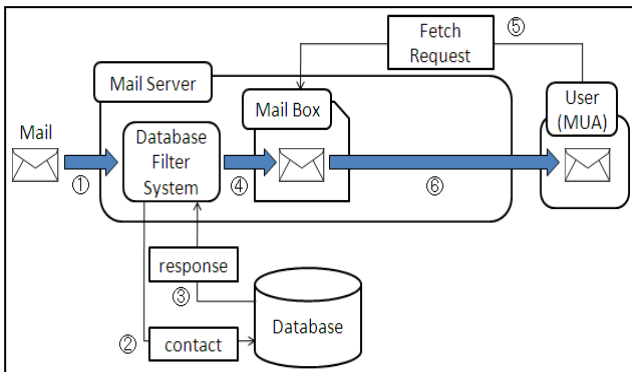 Fetch
Request
⑤
Mail Server
Mail Box
User
(MUA)
Mail
Database
Filter
System
①
④
⑥
response
③
Database
②
contact